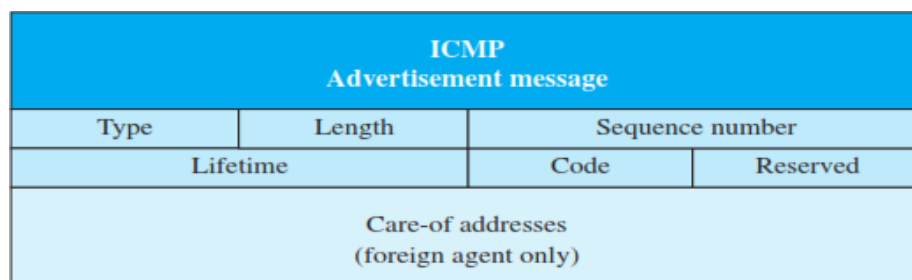 ICMP
Advertisement message
Type Length Sequence number
Lifetime Code Reserved
Care-of addresses
(foreign agent only)